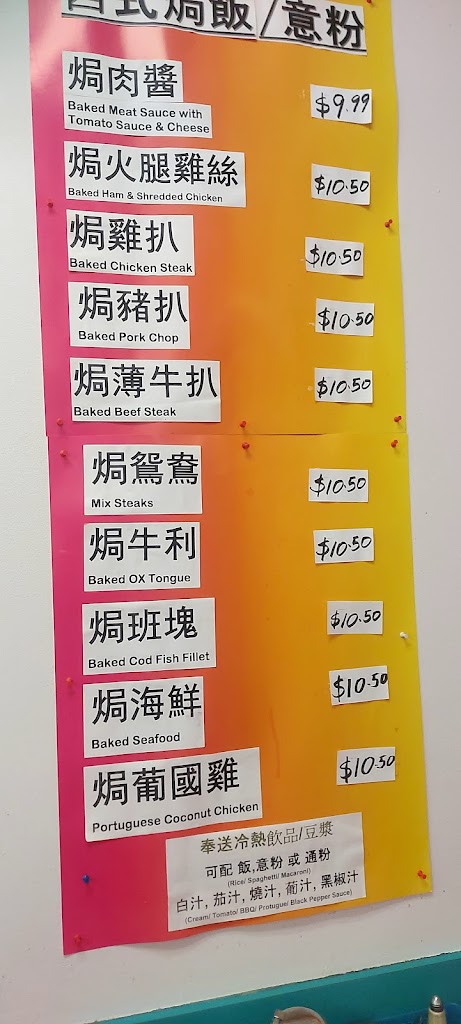 西式焗飯/意粉
焗肉醬
$9.99
Baked Meat Sauce with
Tomato Sauce & Cheese
焗火腿雞絲
$10.50
Baked Ham & Shredded Chicken
焗雞扒
$10.50
Baked Chicken Steak
焗豬扒
$10.50
Baked Pork Chop
焗薄牛扒
$10.50
Baked Beef Steak
焗鴛鴦
$10.50
Mix Steaks
焗牛利
$10.50
Baked OX Tongue
焗班塊
$10.50
Baked Cod Fish Fillet
焗海鮮
$10.50
Baked Seafood
焗葡國雞
$10.50
Portuguese Coconut Chicken
奉送冷熱飲品/豆漿
可配 飯,意粉 或 通粉
(Rice/ Spaghetti/ Macaroni)
白汁, 茄汁, 燒汁, 葡汁, 黑椒汁
(Cream/ Tomato/ BBQ/ Protugue/ Black Pepper Sauce)